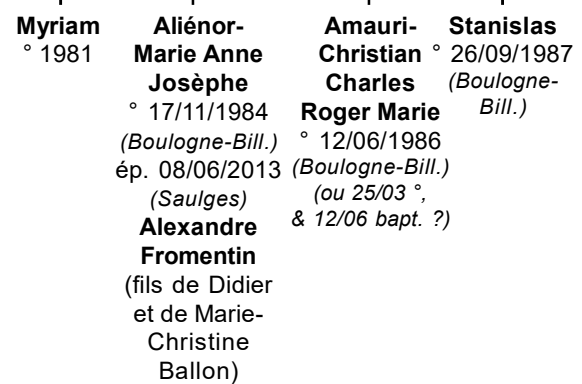 Myriam
° 1981
Aliénor-
Marie Anne
Josèphe
° 17/11/1984
(Boulogne-Bill.)
ép. 08/06/2013
(Saulges)
Alexandre
Fromentin
(fils de Didier
et de Marie-
Christine
Ballon)
Amauri-
Christian
Charles
Roger Marie
° 12/06/1986
(Boulogne-Bill.)
(ou 25/03 °,
& 12/06 bapt. ?)
Stanislas
° 26/09/1987
(Boulogne-
Bill.)